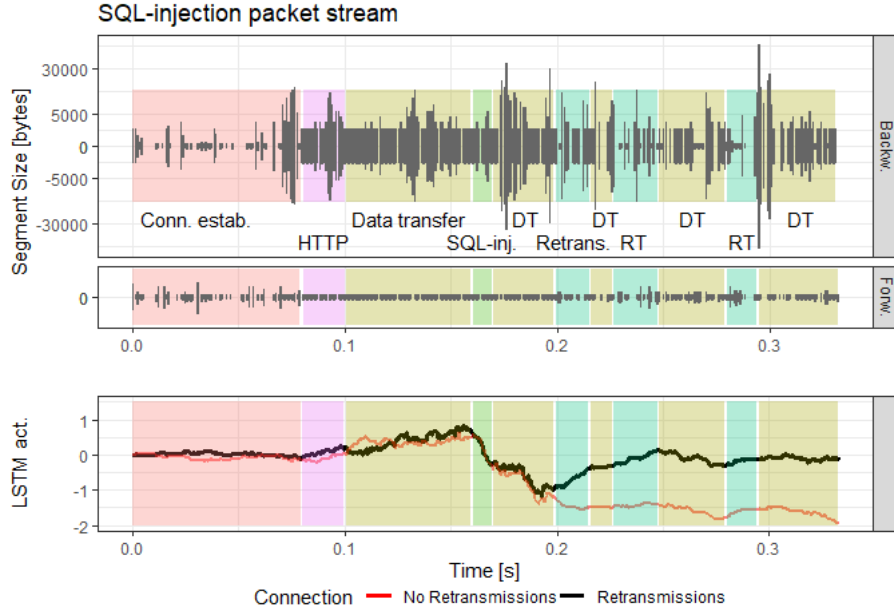 SQL-injection packet stream
Segment Size [bytes]
30000
5000
0
-5000
-30000
Conn. estab.
Data transfer
DT
DT
DT
DT
HTTP
SQL-inj.
Retrans.
RT
RT
Backw.
0
Forw.
0.0
0.1
0.2
0.3
LSTM act.
1
0
-1
-2
0.0
0.1
0.2
0.3
Time [s]
Connection
No Retransmissions
Retransmissions